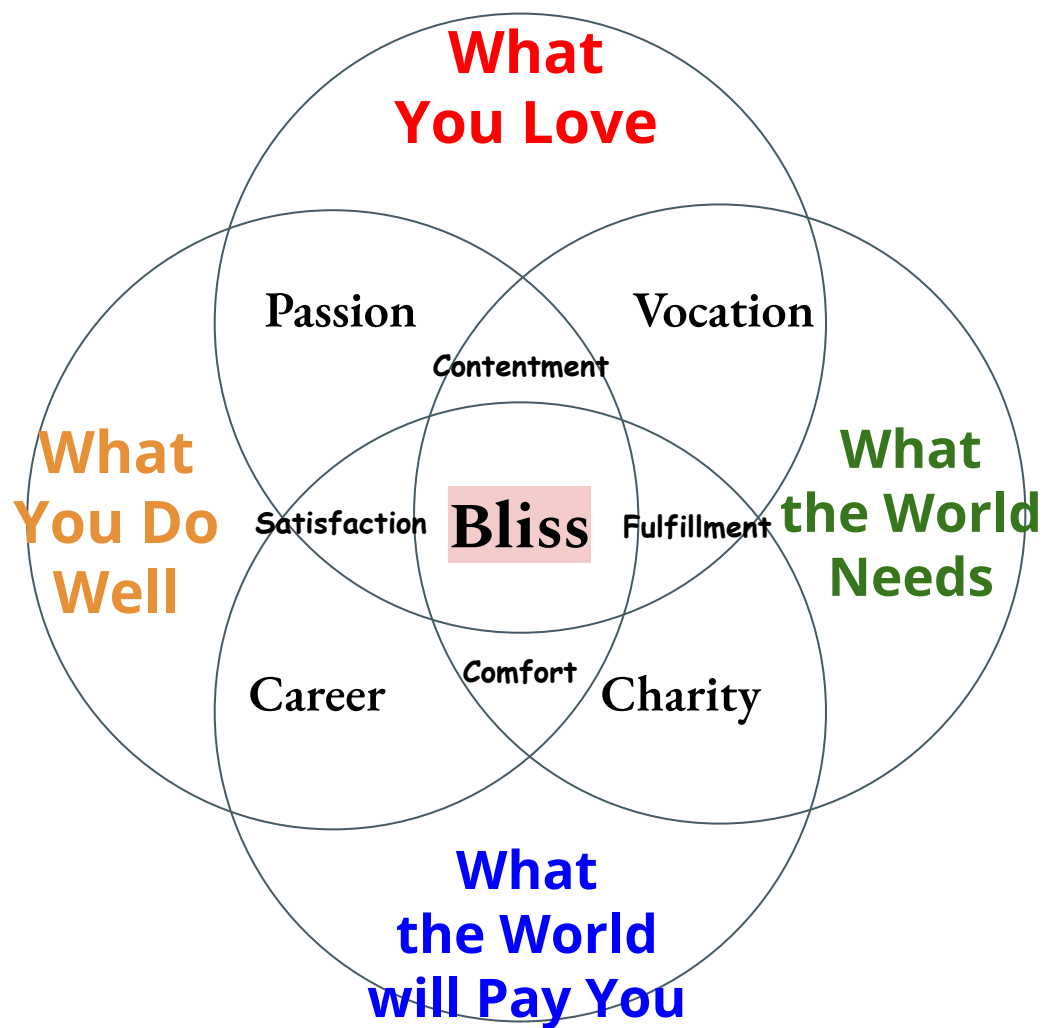 What
You Love
Passion
Vocation
Contentment
What
You Do
Well
Satisfaction
Bliss
Fulfillment
What
the World
Needs
Career
Comfort
Charity
What
the World
will Pay You